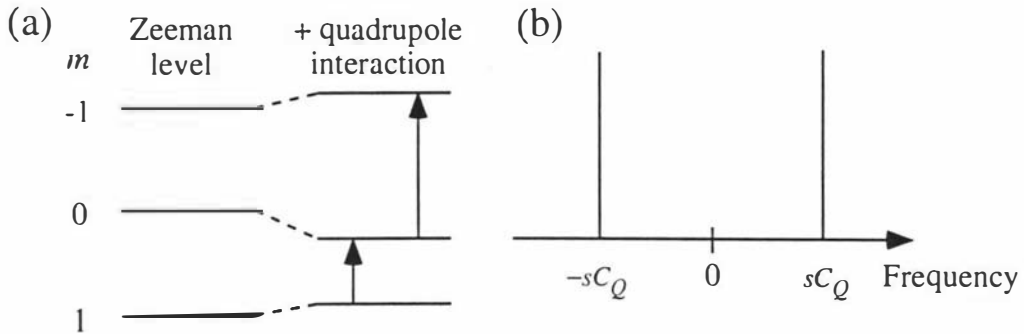 (a)
m
Zeeman
level
+ quadrupole
interaction
-1
0
1
(b)
-sC_Q
0
sC_Q
Frequency